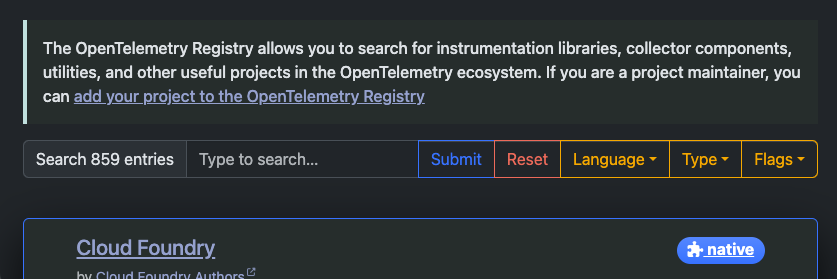 The OpenTelemetry Registry allows you to search for instrumentation libraries, collector components,
utilities, and other useful projects in the OpenTelemetry ecosystem. If you are a project maintainer, you
can add your project to the OpenTelemetry Registry
Search 859 entries Type to search... Submit Reset Language Type Flags
Cloud Foundry native
by Cloud Foundry Authors